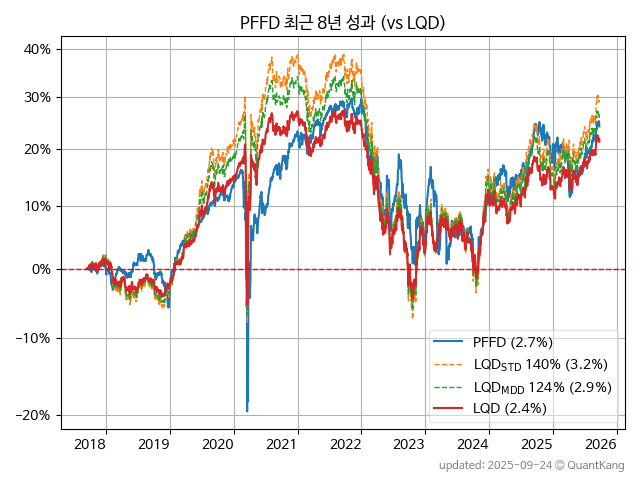 PFFD 최근 8년 성과 (vs LQD)
40%
30%
20%
10%
0%
−10%
−20%
2018 2019 2020 2021 2022 2023 2024 2025 2026
PFFD (2.7%)
LQD_STD 140% (3.2%)
LQD_MDD 124% (2.9%)
LQD (2.4%)
updated: 2025-09-24 © QuantKang